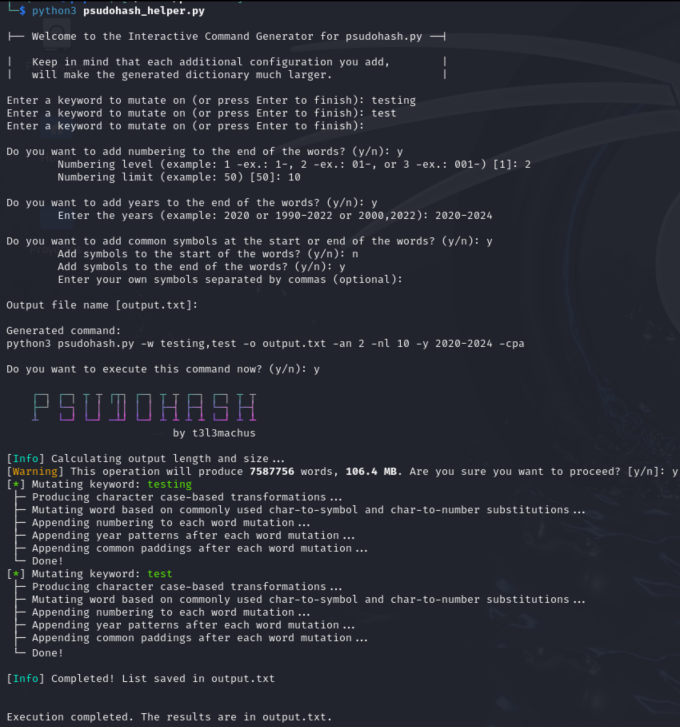 $ python3 psudohash_helper.py
├── Welcome to the Interactive Command Generator for psudohash.py ──┤
| Keep in mind that each additional configuration you add, |
| will make the generated dictionary much larger. |
Enter a keyword to mutate on (or press Enter to finish): testing
Enter a keyword to mutate on (or press Enter to finish): test
Enter a keyword to mutate on (or press Enter to finish):
Do you want to add numbering to the end of the words? (y/n): y
Numbering level (example: 1 -ex.: 1-, 2 -ex.: 01-, or 3 -ex.: 001-) [1]: 2
Numbering limit (example: 50) [50]: 10
Do you want to add years to the end of the words? (y/n): y
Enter the years (example: 2020 or 1990-2022 or 2000,2022): 2020-2024
Do you want to add common symbols at the start or end of the words? (y/n): y
Add symbols to the start of the words? (y/n): n
Add symbols to the end of the words? (y/n): y
Enter your own symbols separated by commas (optional):
Output file name [output.txt]:
Generated command:
python3 psudohash.py -w testing,test -o output.txt -an 2 -nl 10 -y 2020-2024 -cpa
Do you want to execute this command now? (y/n): y
PSUDOHASH
by t3l3machus
[Info] Calculating output length and size...
[Warning] This operation will produce 7587756 words, 106.4 MB. Are you sure you want to proceed? [y/n]: y
[*] Mutating keyword: testing
├─ Producing character case-based transformations...
├─ Mutating word based on commonly used char-to-symbol and char-to-number substitutions...
├─ Appending numbering to each word mutation...
├─ Appending year patterns after each word mutation...
├─ Appending common paddings after each word mutation...
└─ Done!
[*] Mutating keyword: test
├─ Producing character case-based transformations...
├─ Mutating word based on commonly used char-to-symbol and char-to-number substitutions...
├─ Appending numbering to each word mutation...
├─ Appending year patterns after each word mutation...
├─ Appending common paddings after each word mutation...
└─ Done!
[Info] Completed! List saved in output.txt
Execution completed. The results are in output.txt.